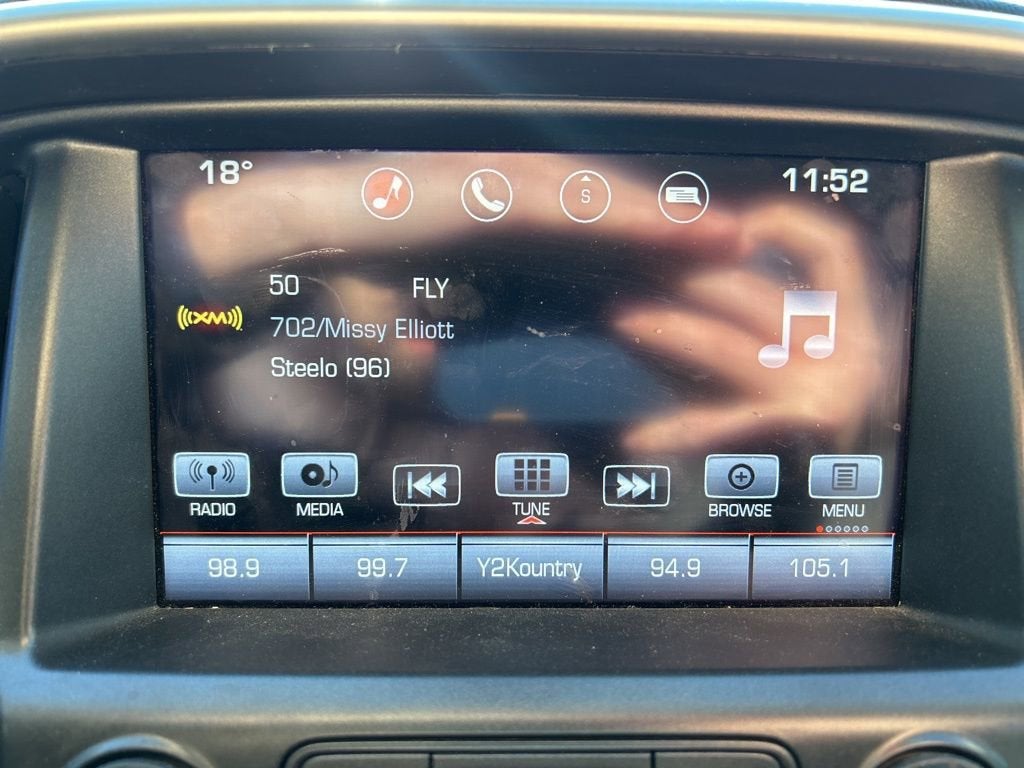 18° S 11:52
50 FLY
((XM))
702/Missy Elliott
Steelo (96)
RADIO MEDIA TUNE BROWSE MENU
98.9 99.7 Y2Kountry 94.9 105.1